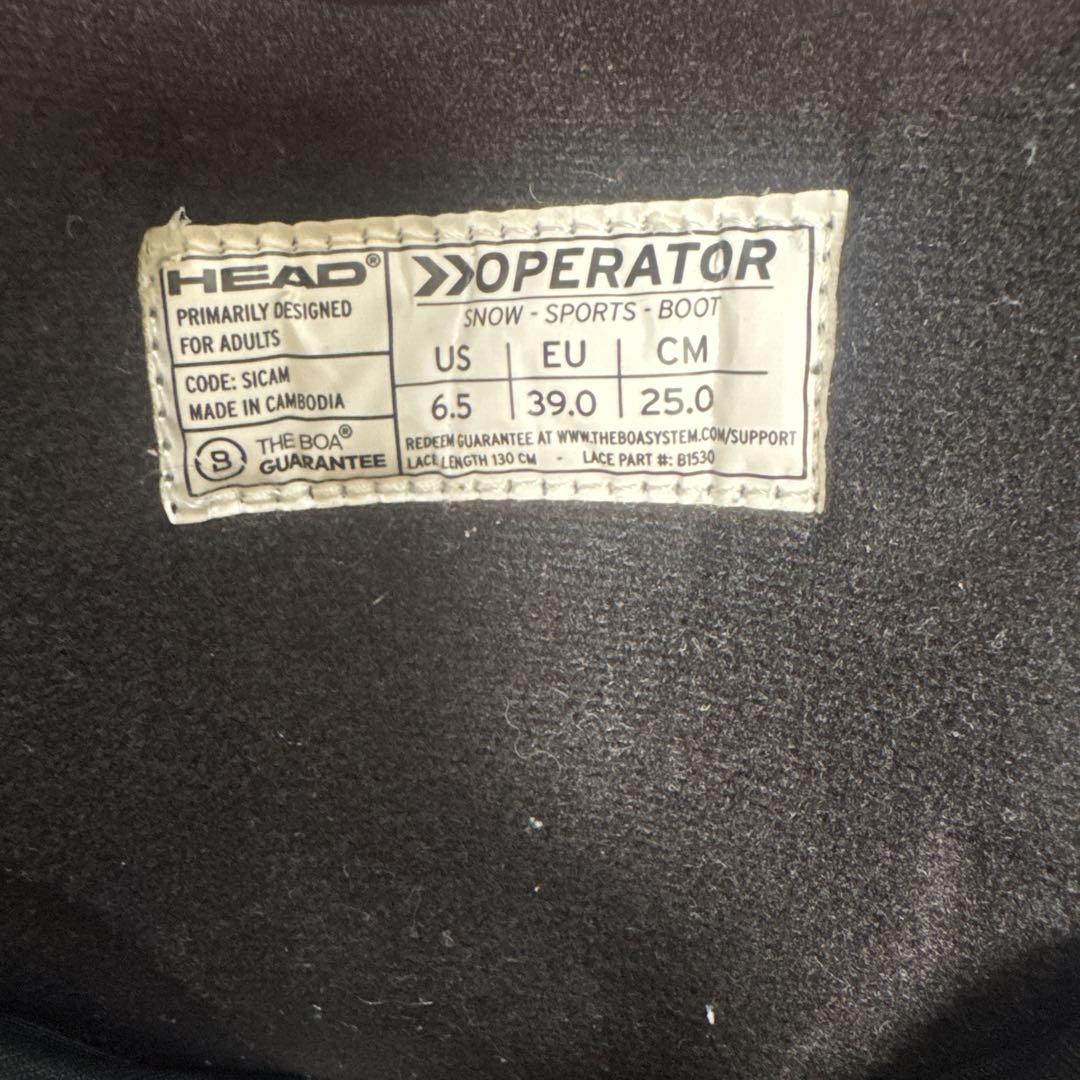 HEAD®
PRIMARILY DESIGNED
FOR ADULTS
CODE: SICAM
MADE IN CAMBODIA
B THE BOA®
GUARANTEE
>>OPERATOR
SNOW - SPORTS - BOOT
US | EU | CM
6.5 | 39.0 | 25.0
REDEEM GUARANTEE AT WWW.THEBOASYSTEM.COM/SUPPORT
LACE LENGTH 130 CM - LACE PART #: B1530